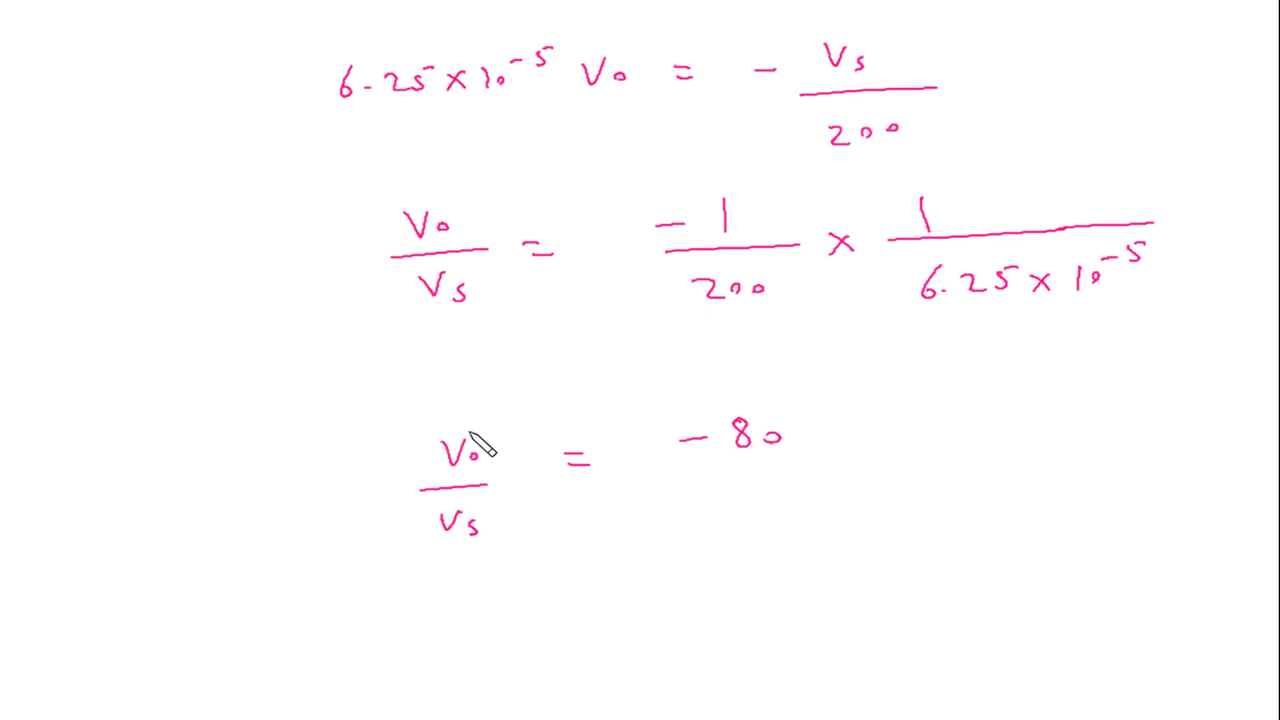 6.25 × 10⁻⁵ Vo = - Vs / 200
Vo / Vs = -1 / 200 × 1 / 6.25 × 10⁻⁵
Vo / Vs = - 80